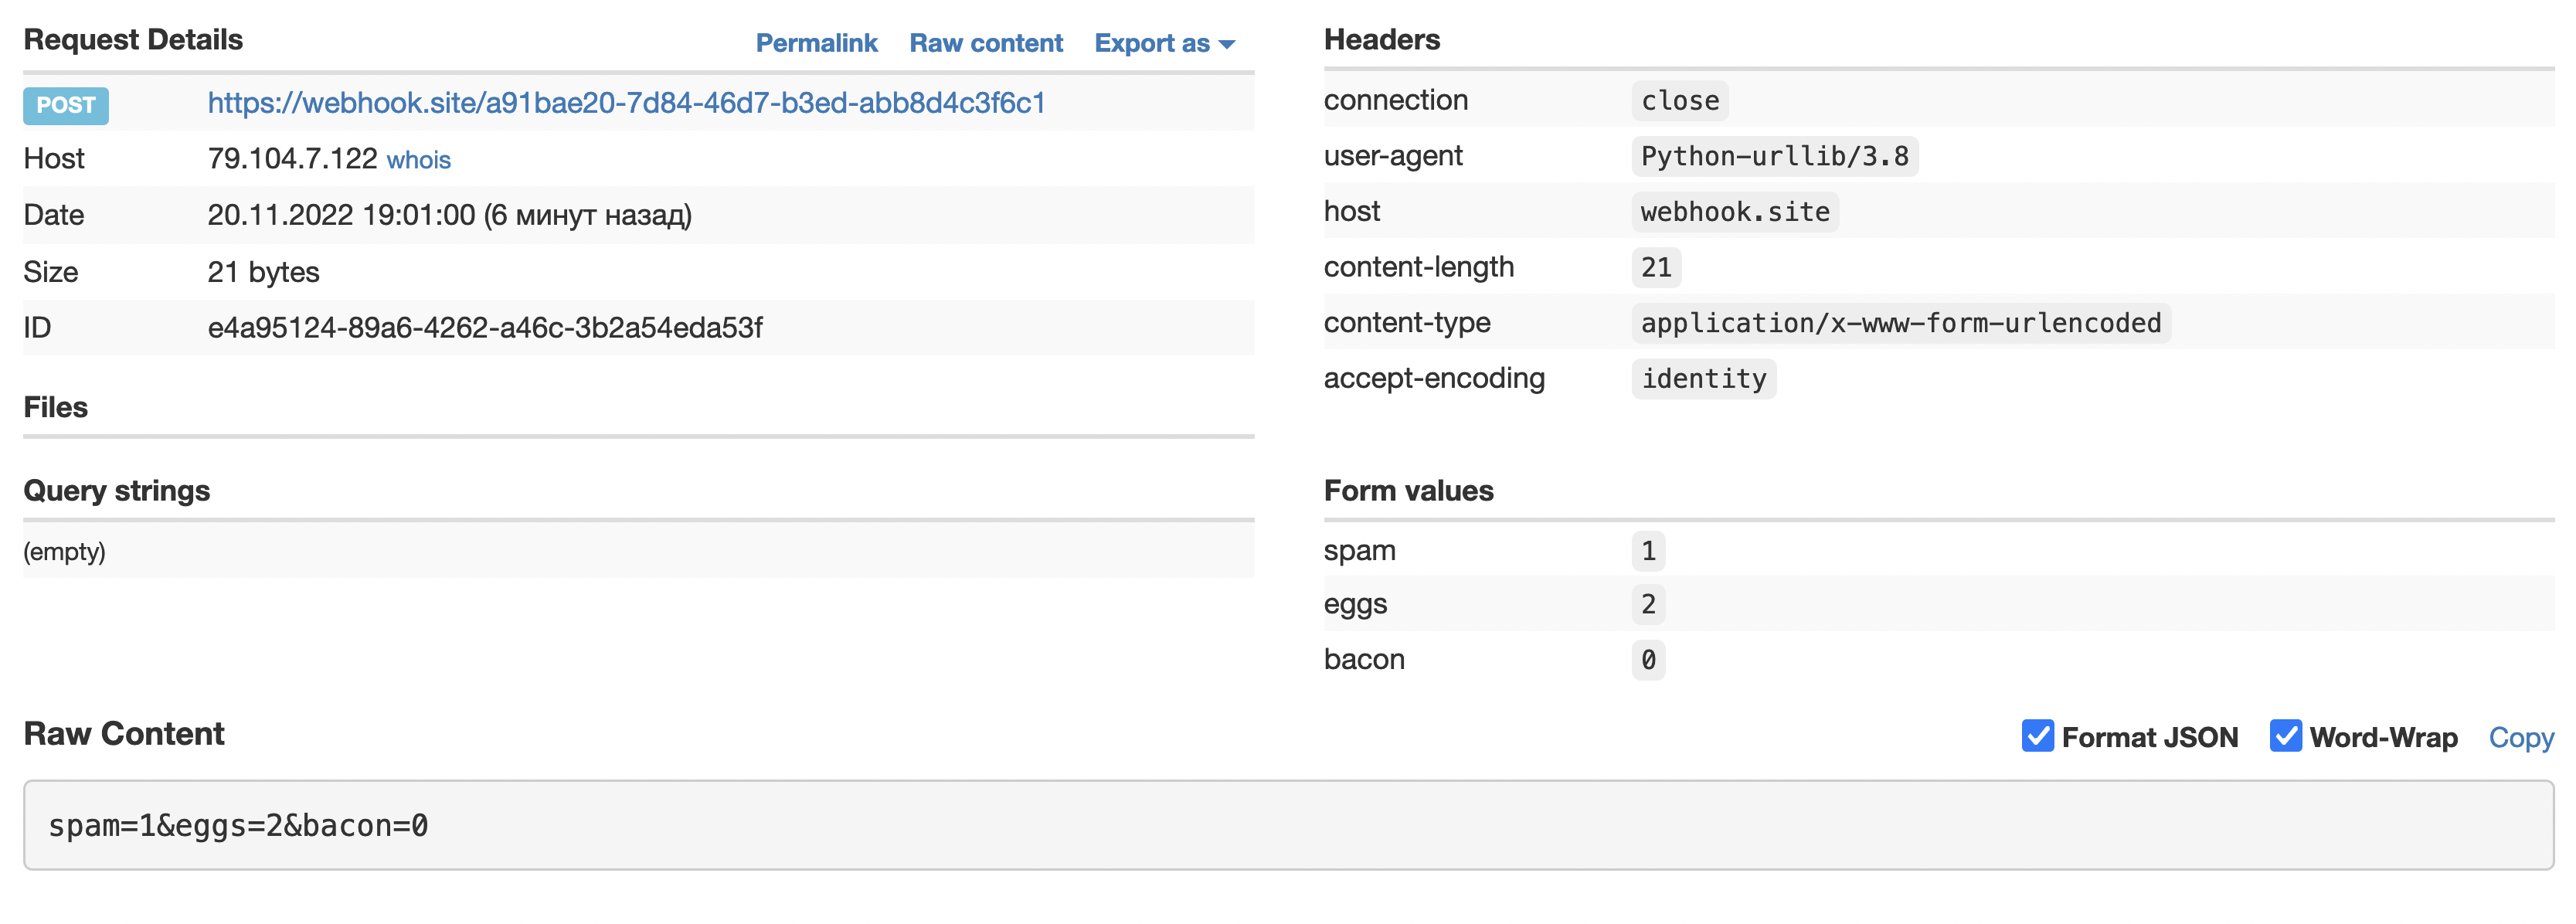 Request Details
Permalink Raw content Export as
POST https://webhook.site/a91bae20-7d84-46d7-b3ed-abb8d4c3f6c1
Host 79.104.7.122 whois
Date 20.11.2022 19:01:00 (6 минут назад)
Size 21 bytes
ID e4a95124-89a6-4262-a46c-3b2a54eda53f
Files
Query strings
(empty)
Headers
connection close
user-agent Python-urllib/3.8
host webhook.site
content-length 21
content-type application/x-www-form-urlencoded
accept-encoding identity
Form values
spam 1
eggs 2
bacon 0
Raw Content
Format JSON Word-Wrap Copy
spam=1&eggs=2&bacon=0